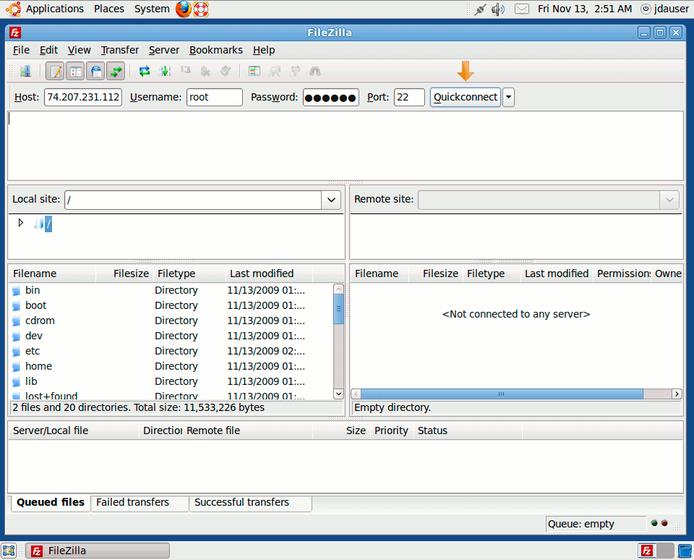 Applications Places System Fri Nov 13, 2:51 AM jdauser
FileZilla
File Edit View Transfer Server Bookmarks Help
Host: 74.207.231.112 Username: root Password: ●●●●●● Port: 22 Quickconnect
Local site: / Remote site:
/
Filename Filesize Filetype Last modified
bin Directory 11/13/2009 01:...
boot Directory 11/13/2009 01:...
cdrom Directory 11/13/2009 01:...
dev Directory 11/13/2009 01:...
etc Directory 11/13/2009 02:...
home Directory 11/13/2009 01:...
lib Directory 11/13/2009 01:...
lost+found Directory 11/13/2009 01:...
2 files and 20 directories. Total size: 11,533,226 bytes
Filename Filesize Filetype Last modified Permissions Owne
<Not connected to any server>
Empty directory.
Server/Local file Direction Remote file Size Priority Status
Queued files Failed transfers Successful transfers
Queue: empty
FileZilla